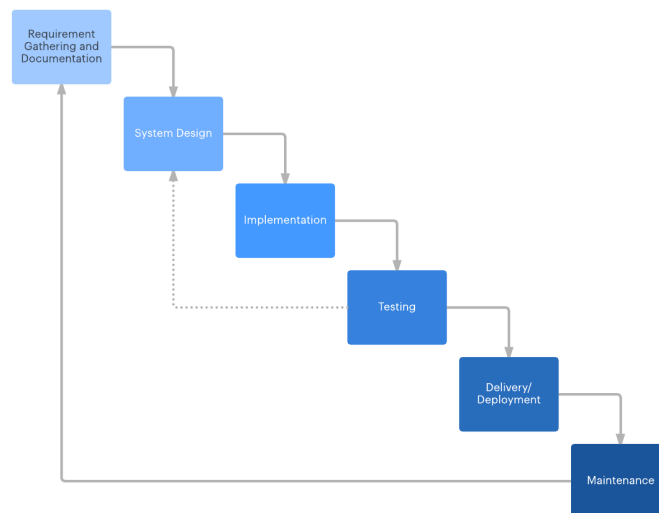 Requirement
Gathering and
Documentation
System Design
Implementation
Testing
Delivery/
Deployment
Maintenance